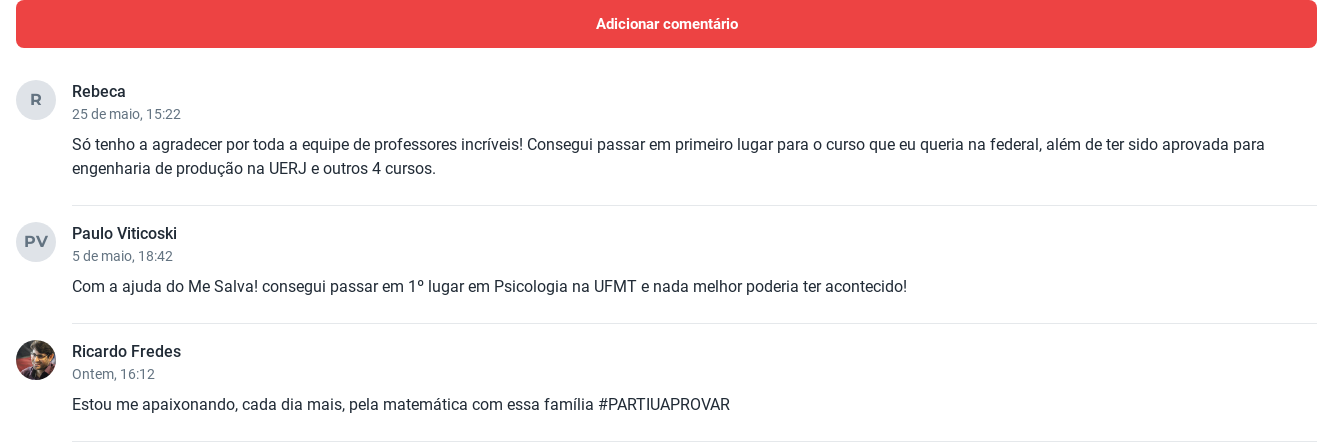 Adicionar comentário
R
Rebeca
25 de maio, 15:22
Só tenho a agradecer por toda a equipe de professores incríveis! Consegui passar em primeiro lugar para o curso que eu queria na federal, além de ter sido aprovada para
engenharia de produção na UERJ e outros 4 cursos.
PV
Paulo Viticoski
5 de maio, 18:42
Com a ajuda do Me Salva! consegui passar em 1º lugar em Psicologia na UFMT e nada melhor poderia ter acontecido!
Ricardo Fredes
Ontem, 16:12
Estou me apaixonando, cada dia mais, pela matemática com essa família #PARTIUAPROVAR